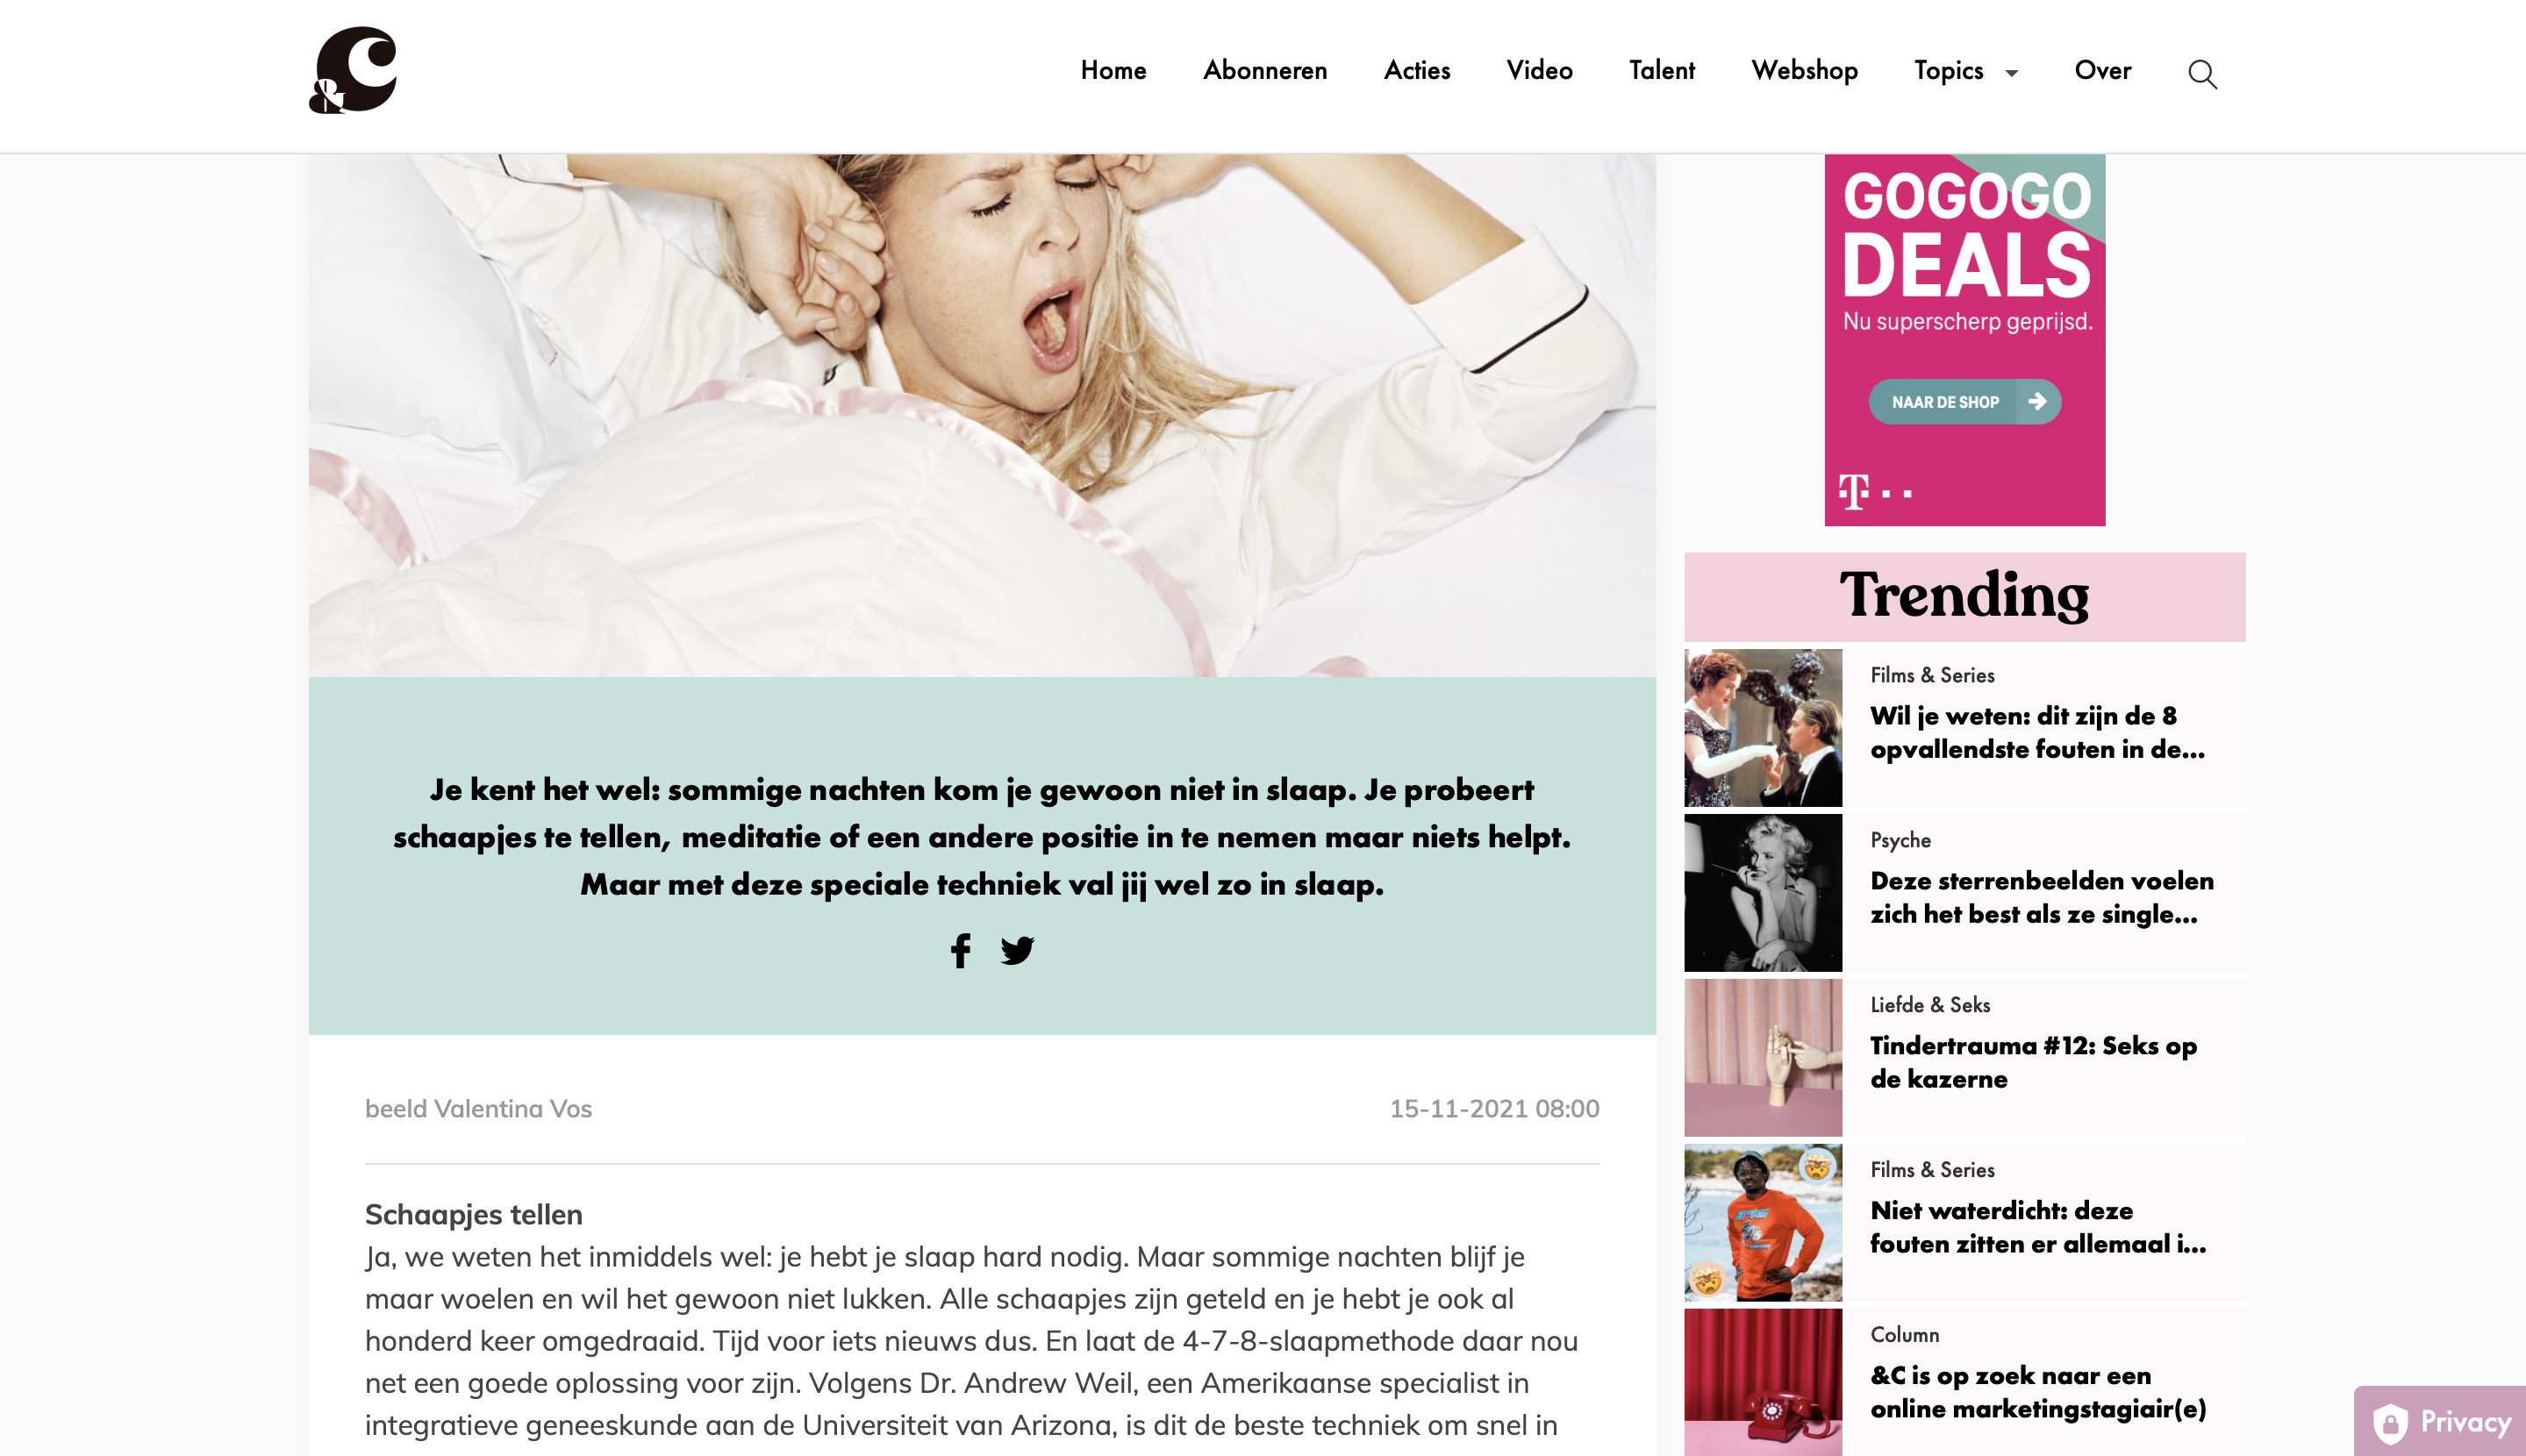 &C
Home Abonneren Acties Video Talent Webshop Topics Over
GOGOGO
DEALS
Nu superscherp geprijsd.
NAAR DE SHOP
T
Je kent het wel: sommige nachten kom je gewoon niet in slaap. Je probeert
schaapjes te tellen, meditatie of een andere positie in te nemen maar niets helpt.
Maar met deze speciale techniek val jij wel zo in slaap.
beeld Valentina Vos 15-11-2021 08:00
Schaapjes tellen
Ja, we weten het inmiddels wel: je hebt je slaap hard nodig. Maar sommige nachten blijf je
maar woelen en wil het gewoon niet lukken. Alle schaapjes zijn geteld en je hebt je ook al
honderd keer omgedraaid. Tijd voor iets nieuws dus. En laat de 4-7-8-slaapmethode daar nou
net een goede oplossing voor zijn. Volgens Dr. Andrew Weil, een Amerikaanse specialist in
integratieve geneeskunde aan de Universiteit van Arizona, is dit de beste techniek om snel in
Trending
Films & Series
Wil je weten: dit zijn de 8
opvallendste fouten in de...
Psyche
Deze sterrenbeelden voelen
zich het best als ze single...
Liefde & Seks
Tindertrauma #12: Seks op
de kazerne
Films & Series
Niet waterdicht: deze
fouten zitten er allemaal i...
Column
&C is op zoek naar een
online marketingstagiair(e)
Privacy